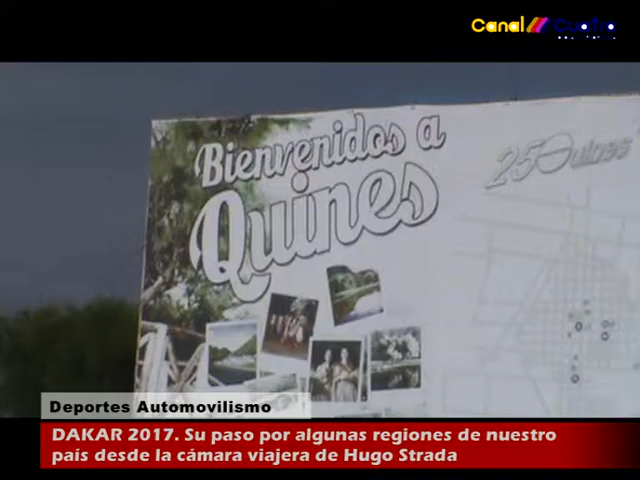 Canal Cuatro
Bienvenidos a
Quines
250 Quines
Deportes Automovilismo
DAKAR 2017. Su paso por algunas regiones de nuestro
país desde la cámara viajera de Hugo Strada